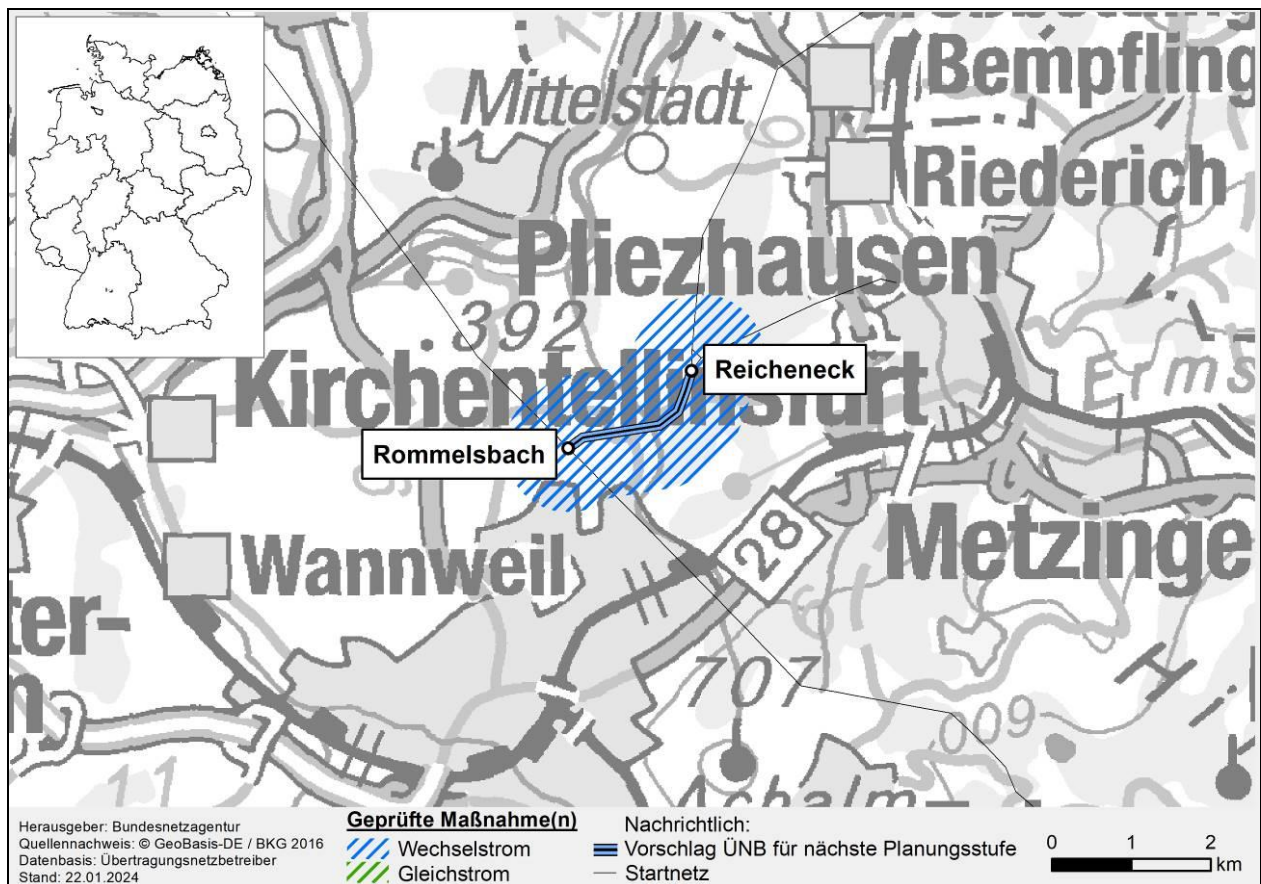 Bempfling
Mittelstadt
Riederich
Pliezhausen
392
Kirchentellinsfurt
Reicheneck
Erms
Rommelsbach
Wannweil
28
Metzinge
ter-
n
707
009
H
11
Achalm
Herausgeber: Bundesnetzagentur
Quellennachweis: © GeoBasis-DE / BKG 2016
Datenbasis: Übertragungsnetzbetreiber
Stand: 22.01.2024
Geprüfte Maßnahme(n)
Wechselstrom
Gleichstrom
Nachrichtlich:
Vorschlag ÜNB für nächste Planungsstufe
Startnetz
0 1 2
km